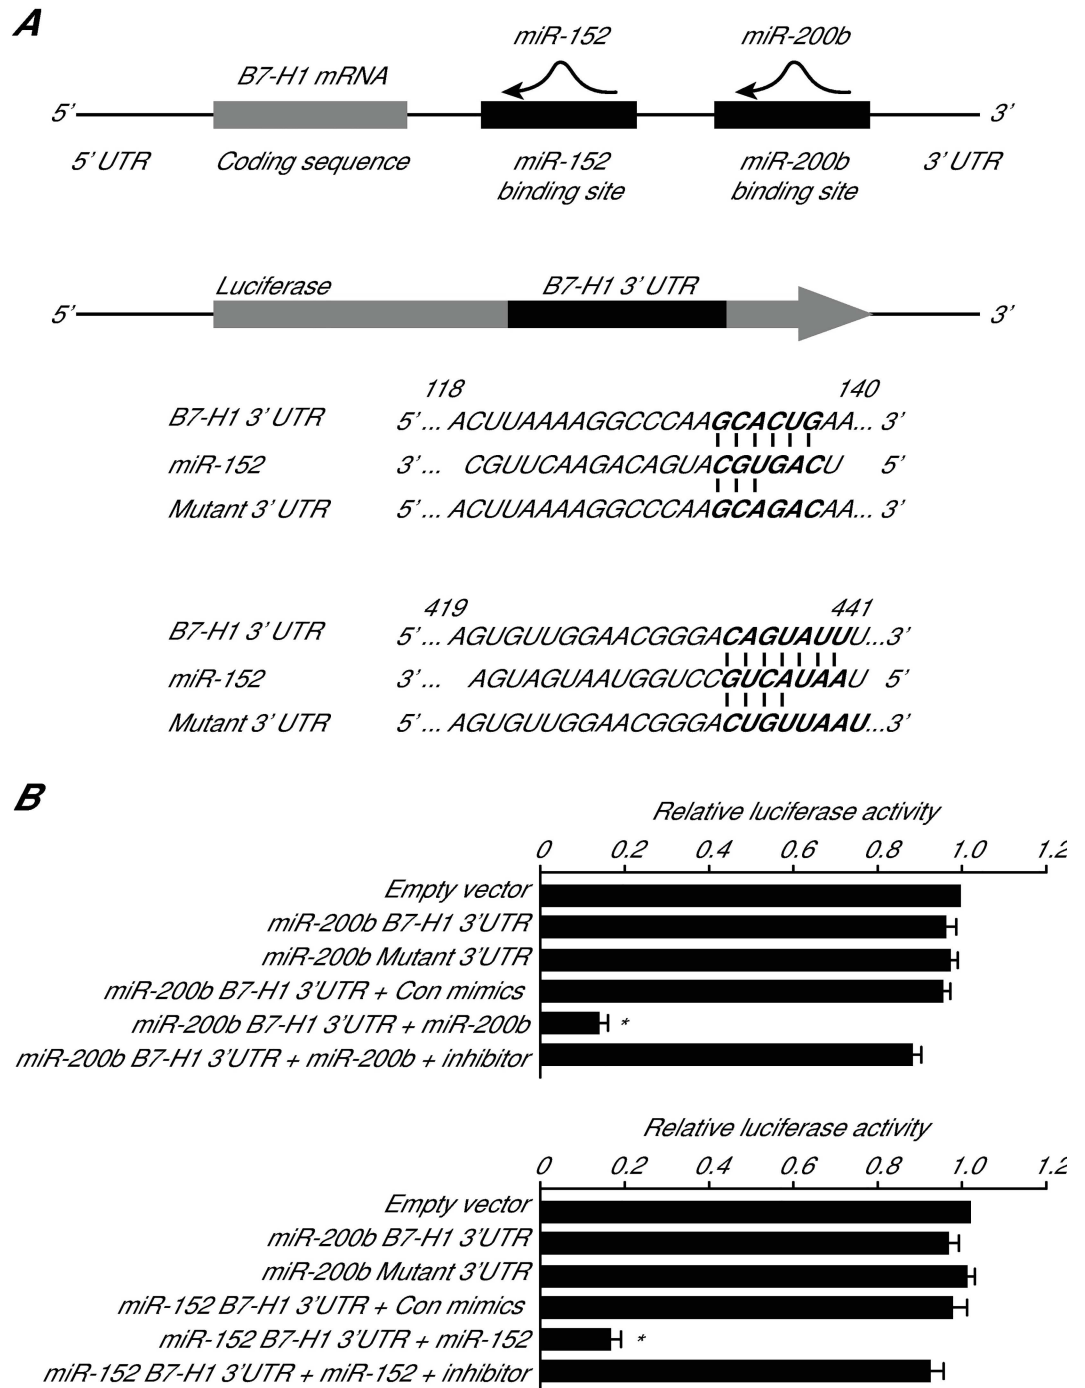 A
miR-152 miR-200b
B7-H1 mRNA
5’ 3’
5’ UTR Coding sequence miR-152 binding site miR-200b binding site 3’ UTR
Luciferase B7-H1 3’ UTR
5’ 3’
118 140
B7-H1 3’ UTR 5’... ACUUAAAAGGCCCAAGCACUGAA... 3’
miR-152 3’... CGUUCAAGACAGUACGUGACU 5’
Mutant 3’ UTR 5’... ACUUAAAAGGCCCAAGCAGACAA... 3’
419 441
B7-H1 3’ UTR 5’... AGUGUUGGAACGGGACAGUAUUU...3’
miR-152 3’... AGUAGUAAUGGUCCGUCAUAAU 5’
Mutant 3’ UTR 5’... AGUGUUGGAACGGGACUGUUAAU...3’
B
Relative luciferase activity
0 0.2 0.4 0.6 0.8 1.0 1.2
Empty vector
miR-200b B7-H1 3’UTR
miR-200b Mutant 3’UTR
miR-200b B7-H1 3’UTR + Con mimics
miR-200b B7-H1 3’UTR + miR-200b *
miR-200b B7-H1 3’UTR + miR-200b + inhibitor
Relative luciferase activity
0 0.2 0.4 0.6 0.8 1.0 1.2
Empty vector
miR-200b B7-H1 3’UTR
miR-200b Mutant 3’UTR
miR-152 B7-H1 3’UTR + Con mimics
miR-152 B7-H1 3’UTR + miR-152 *
miR-152 B7-H1 3’UTR + miR-152 + inhibitor